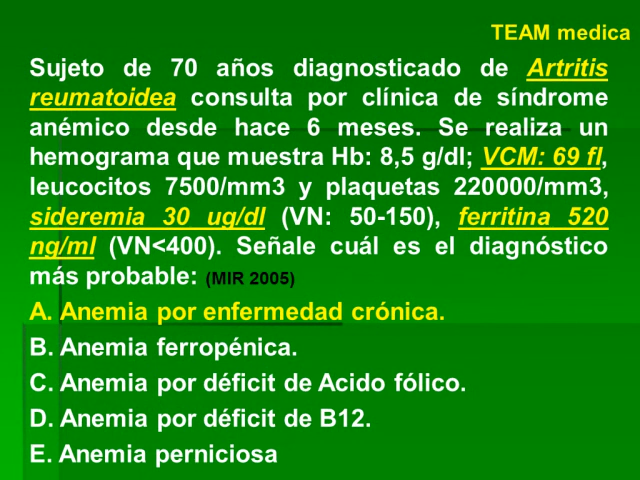 TEAM medica
Sujeto de 70 años diagnosticado de Artritis
reumatoidea consulta por clínica de síndrome
anémico desde hace 6 meses. Se realiza un
hemograma que muestra Hb: 8,5 g/dl; VCM: 69 fl,
leucocitos 7500/mm3 y plaquetas 220000/mm3,
sideremia 30 ug/dl (VN: 50-150), ferritina 520
ng/ml (VN<400). Señale cuál es el diagnóstico
más probable: (MIR 2005)
A. Anemia por enfermedad crónica.
B. Anemia ferropénica.
C. Anemia por déficit de Acido fólico.
D. Anemia por déficit de B12.
E. Anemia perniciosa